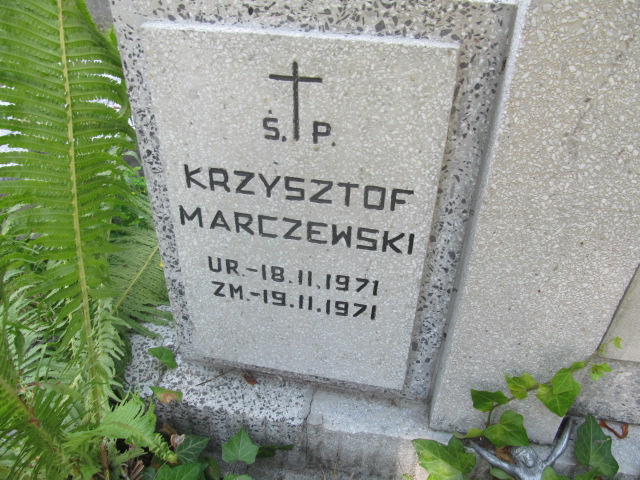 Ś.P.
KRZYSZTOF
MARCZEWSKI
UR.-18.11.1971
ZM.-19.11.1971